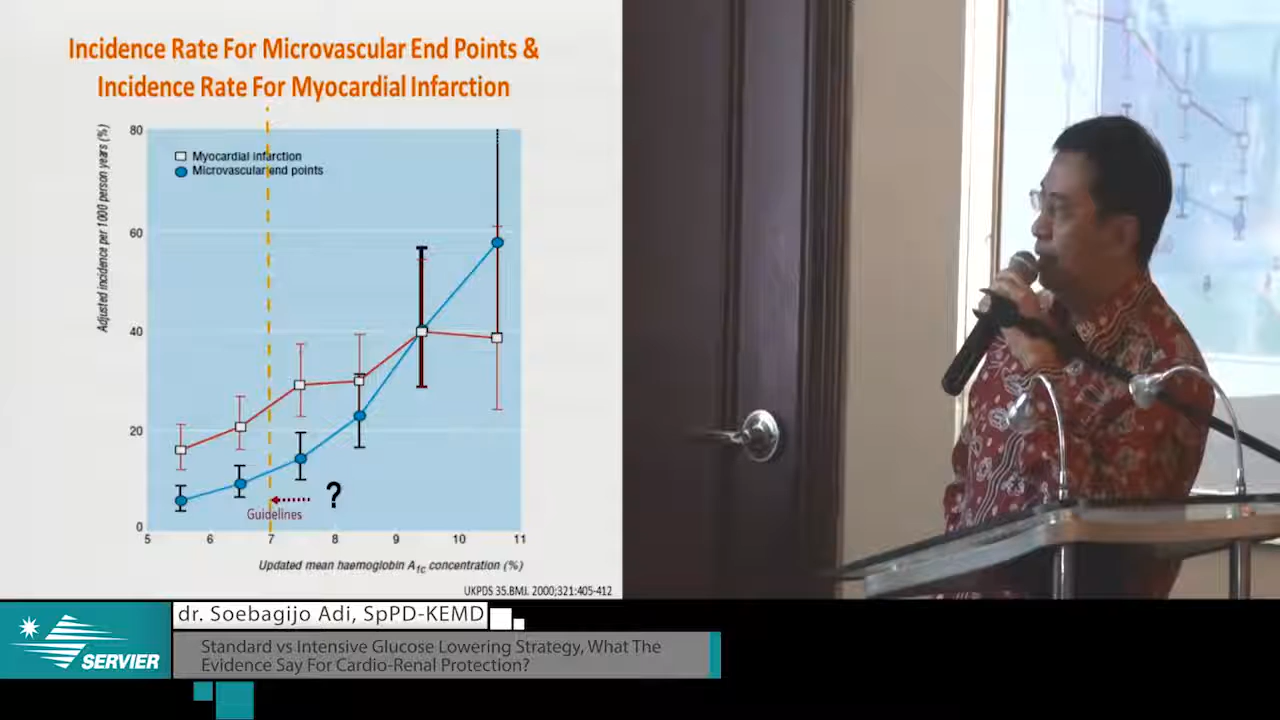 Incidence Rate For Microvascular End Points &
Incidence Rate For Myocardial Infarction
Adjusted incidence per 1000 person years (%)
80
60
40
20
0
Myocardial infarction
Microvascular end points
?
Guidelines
5 6 7 8 9 10 11
Updated mean haemoglobin A1c concentration (%)
UKPDS 35.BMJ. 2000;321:405-412
dr. Soebagijo Adi, SpPD-KEMD
SERVIER
Standard vs Intensive Glucose Lowering Strategy, What The
Evidence Say For Cardio-Renal Protection?